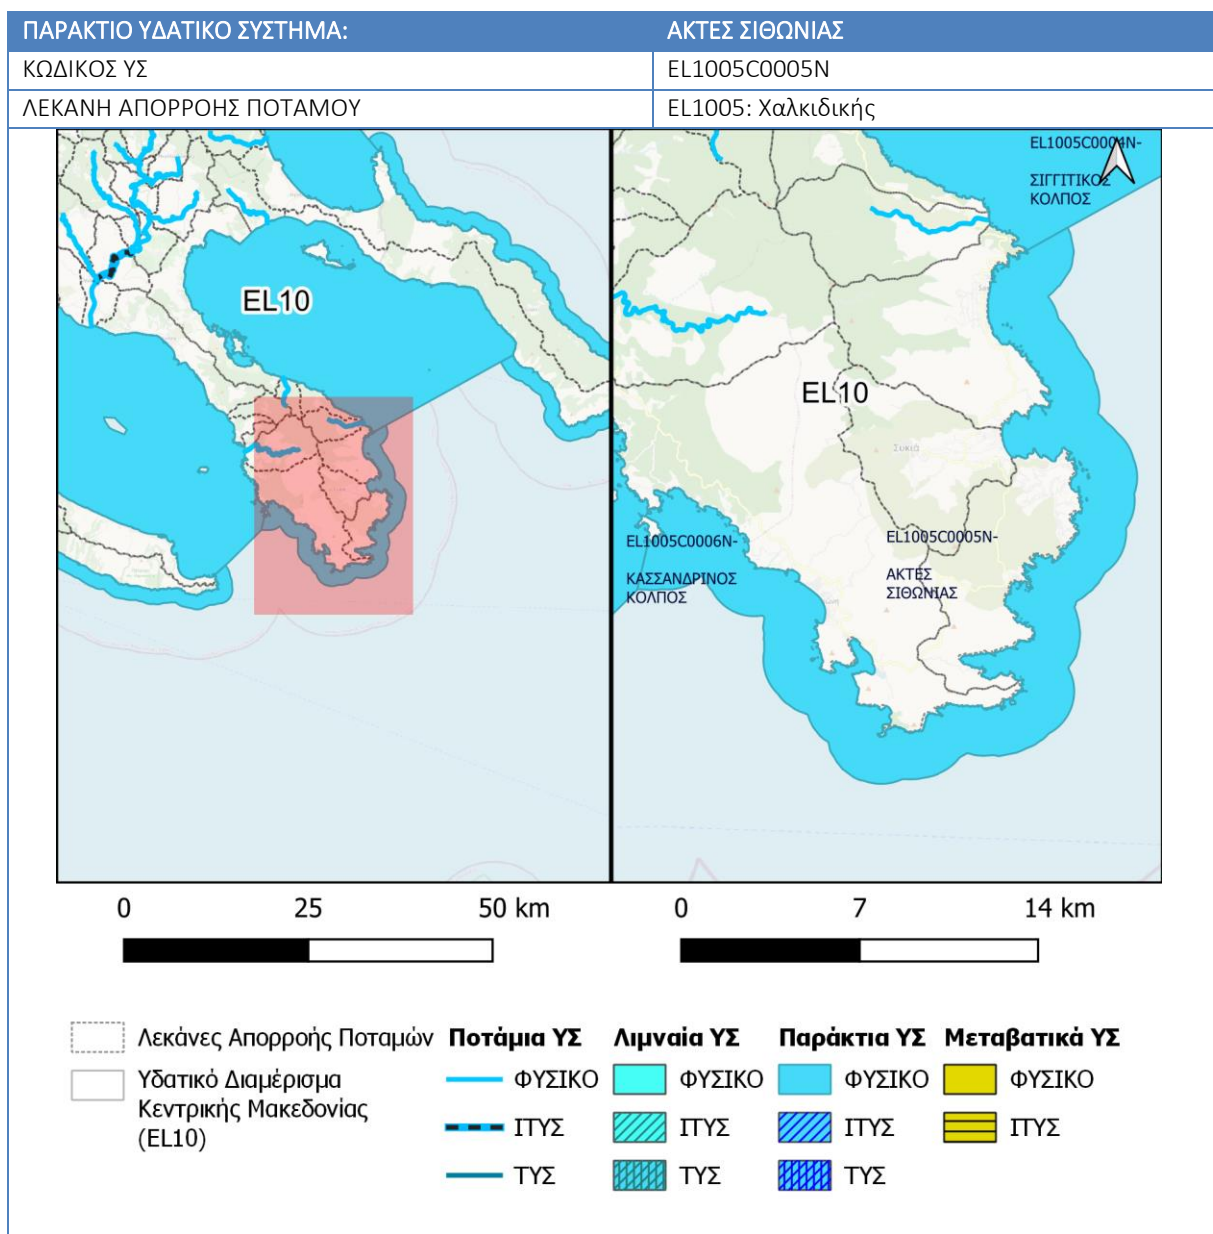 ΠΑΡΑΚΤΙΟ ΥΔΑΤΙΚΟ ΣΥΣΤΗΜΑ: ΑΚΤΕΣ ΣΙΘΩΝΙΑΣ
ΚΩΔΙΚΟΣ ΥΣ EL1005C0005N
ΛΕΚΑΝΗ ΑΠΟΡΡΟΗΣ ΠΟΤΑΜΟΥ EL1005: Χαλκιδικής
EL10
EL1005C0004N-
ΣΙΓΓΙΤΙΚΟΣ
ΚΟΛΠΟΣ
EL10
Συκιά
EL1005C0006N-
ΚΑΣΣΑΝΔΡΙΝΟΣ
ΚΟΛΠΟΣ
EL1005C0005N-
ΑΚΤΕΣ
ΣΙΘΩΝΙΑΣ
0 25 50 km
0 7 14 km
Λεκάνες Απορροής Ποταμών
Υδατικό Διαμέρισμα
Κεντρικής Μακεδονίας
(EL10)
Ποτάμια ΥΣ
ΦΥΣΙΚΟ
ΙΤΥΣ
ΤΥΣ
Λιμναία ΥΣ
ΦΥΣΙΚΟ
ΙΤΥΣ
ΤΥΣ
Παράκτια ΥΣ
ΦΥΣΙΚΟ
ΙΤΥΣ
ΤΥΣ
Μεταβατικά ΥΣ
ΦΥΣΙΚΟ
ΙΤΥΣ